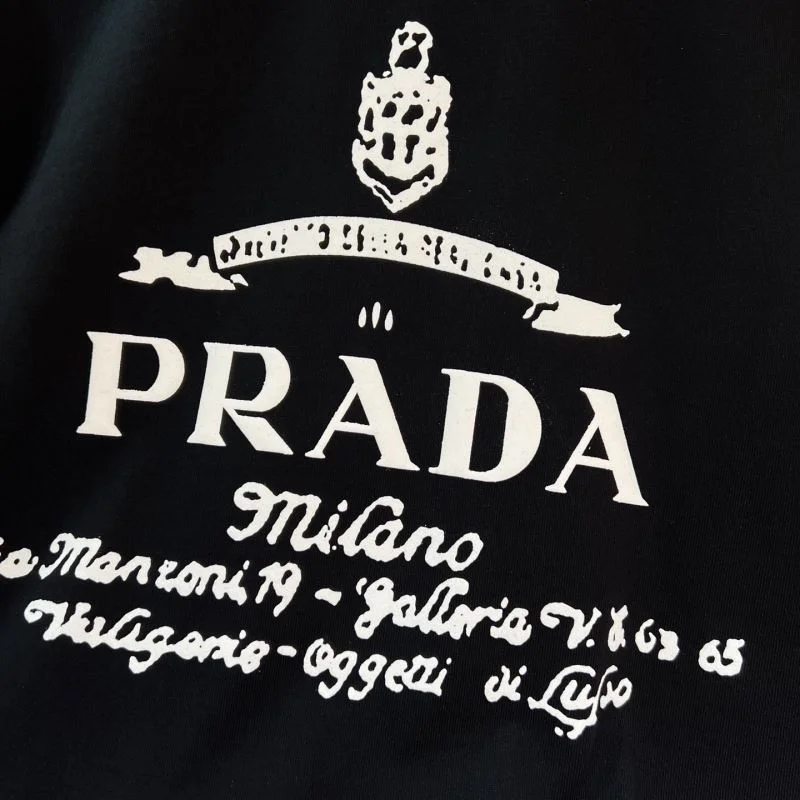 PRADA
Milano
Manzoni, 19 - Galleria V. 63 65
Valigerie - Oggetti di Lusso